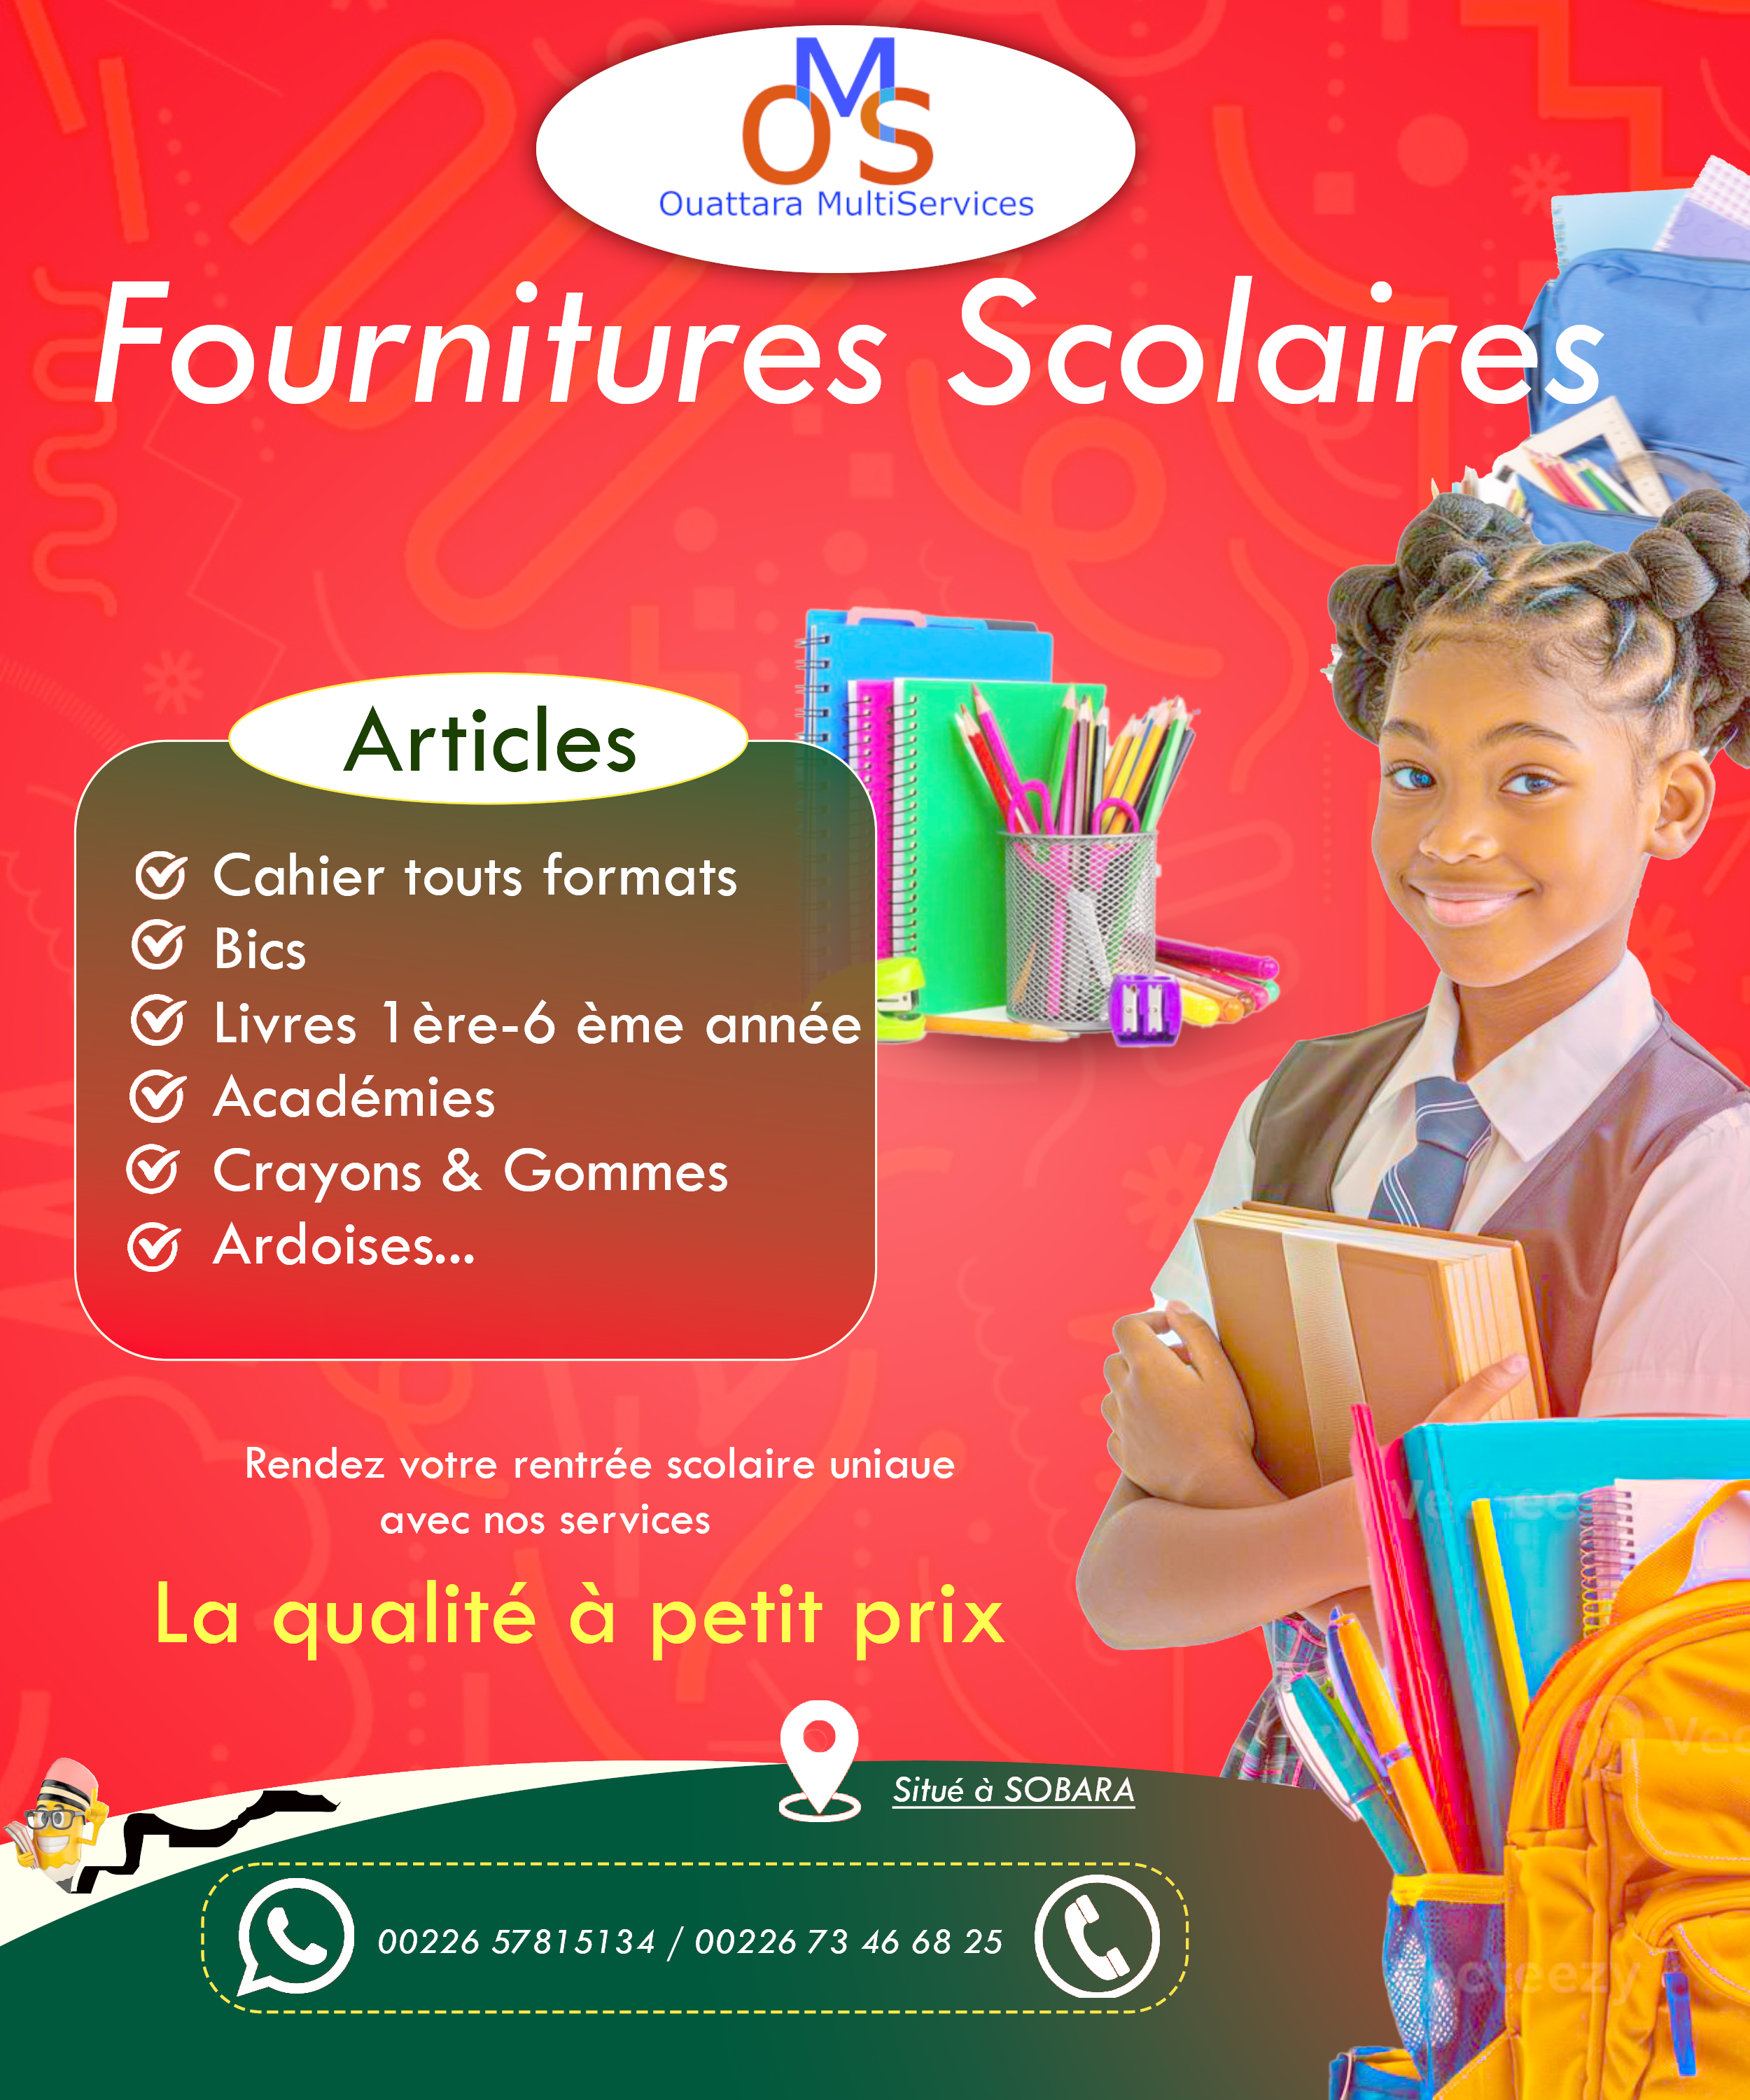 OMS
Ouattara MultiServices
Fournitures Scolaires
Articles
Cahier touts formats
Bics
Livres 1ère-6 ème année
Académies
Crayons & Gommes
Ardoises...
Rendez votre rentrée scolaire uniaue
avec nos services
La qualité à petit prix
Situé à SOBARA
00226 57815134 / 00226 73 46 68 25